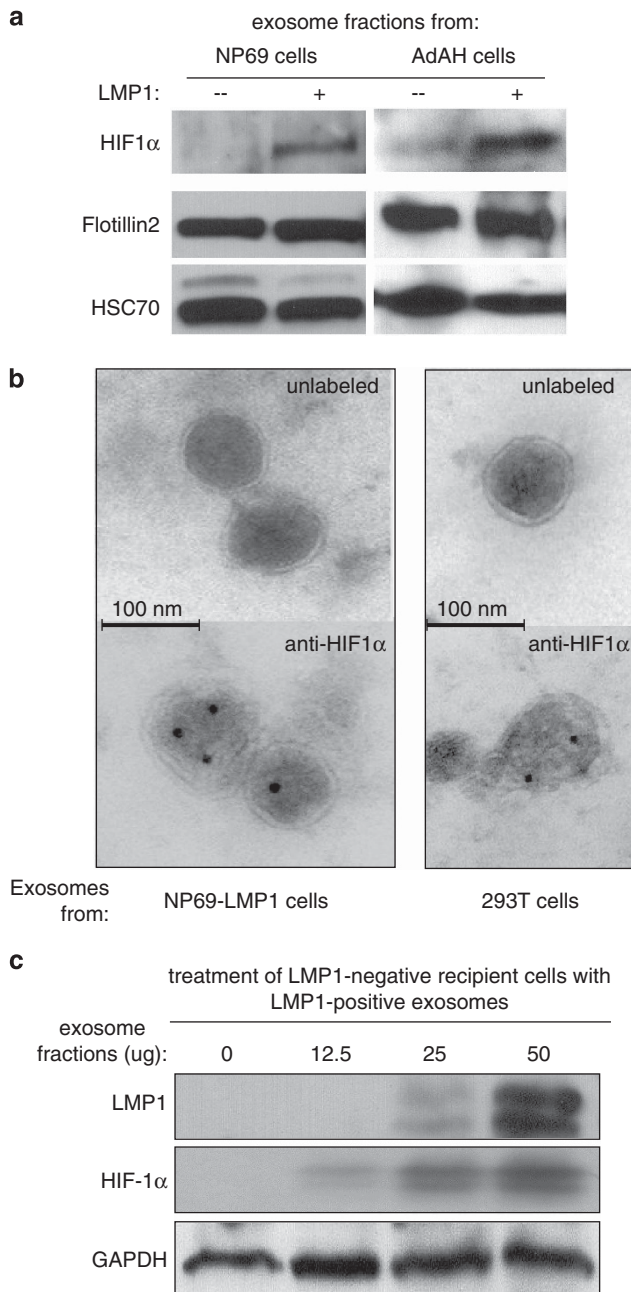 a
exosome fractions from:
NP69 cells AdAH cells
LMP1: -- + -- +
HIF1α
Flotillin2
HSC70
b
unlabeled unlabeled
100 nm 100 nm
anti-HIF1α anti-HIF1α
Exosomes
from: NP69-LMP1 cells 293T cells
c
treatment of LMP1-negative recipient cells with
LMP1-positive exosomes
exosome
fractions (ug): 0 12.5 25 50
LMP1
HIF-1α
GAPDH